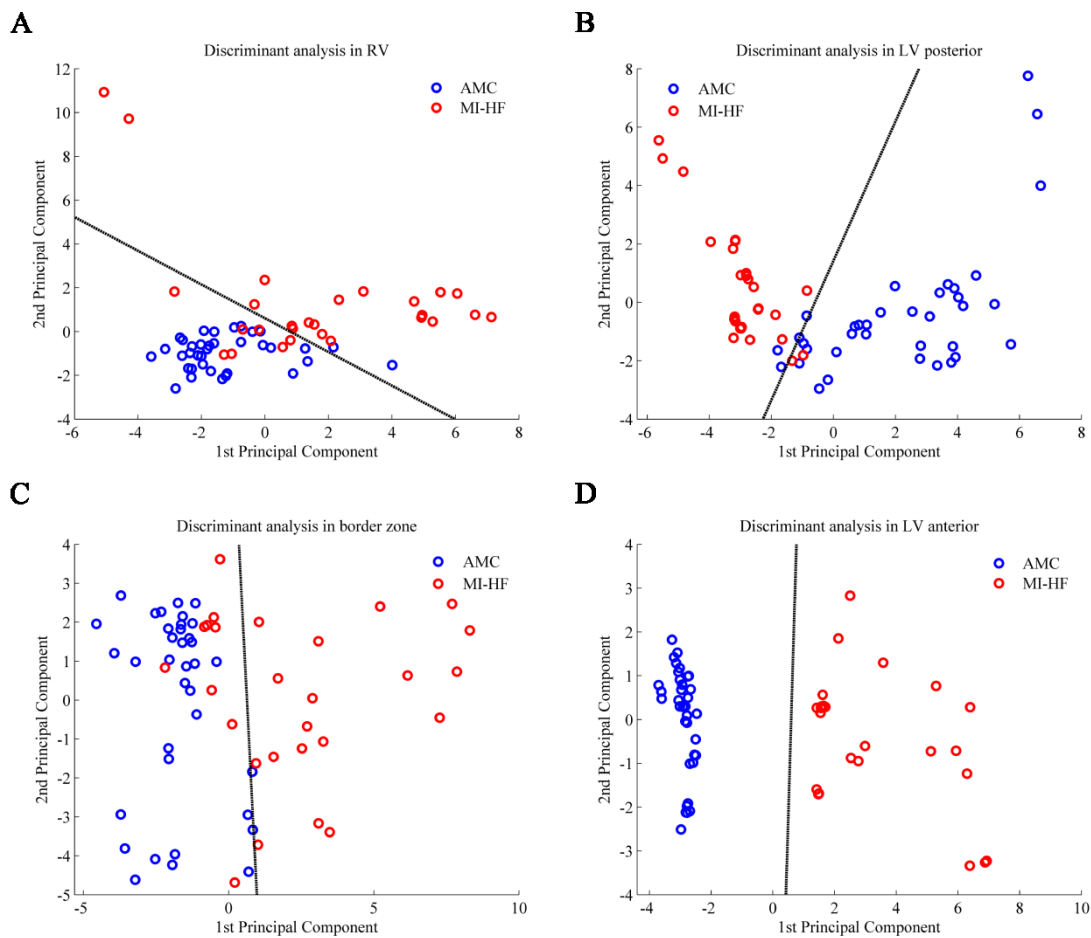 A
Discriminant analysis in RV
AMC
MI-HF
12
10
8
6
4
2
0
-2
-4
2nd Principal Component
-6 -4 -2 0 2 4 6 8
1st Principal Component
B
Discriminant analysis in LV posterior
AMC
MI-HF
8
6
4
2
0
-2
-4
2nd Principal Component
-6 -4 -2 0 2 4 6 8
1st Principal Component
C
Discriminant analysis in border zone
AMC
MI-HF
4
3
2
1
0
-1
-2
-3
-4
-5
2nd Principal Component
-5 0 5 10
1st Principal Component
D
Discriminant analysis in LV anterior
AMC
MI-HF
4
3
2
1
0
-1
-2
-3
-4
2nd Principal Component
-4 -2 0 2 4 6 8 10
1st Principal Component